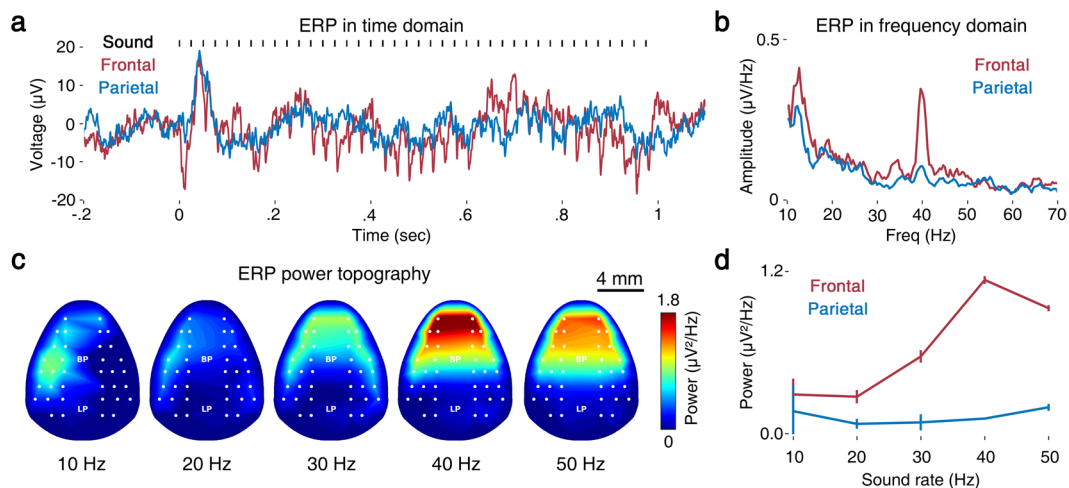 a
ERP in time domain
Sound
Frontal
Parietal
Voltage (µV)
20
10
0
-10
-20
-.2
0
.2
.4
.6
.8
1
Time (sec)
b
ERP in frequency domain
Frontal
Parietal
Amplitude (µV/Hz)
0.5
0
10
20
30
40
50
60
70
Freq (Hz)
c
ERP power topography
4 mm
BP
LP
BP
LP
BP
LP
BP
LP
BP
LP
10 Hz
20 Hz
30 Hz
40 Hz
50 Hz
1.8
0
Power (µV²/Hz)
d
Frontal
Parietal
Power (µV²/Hz)
1.2
0.0
10
20
30
40
50
Sound rate (Hz)